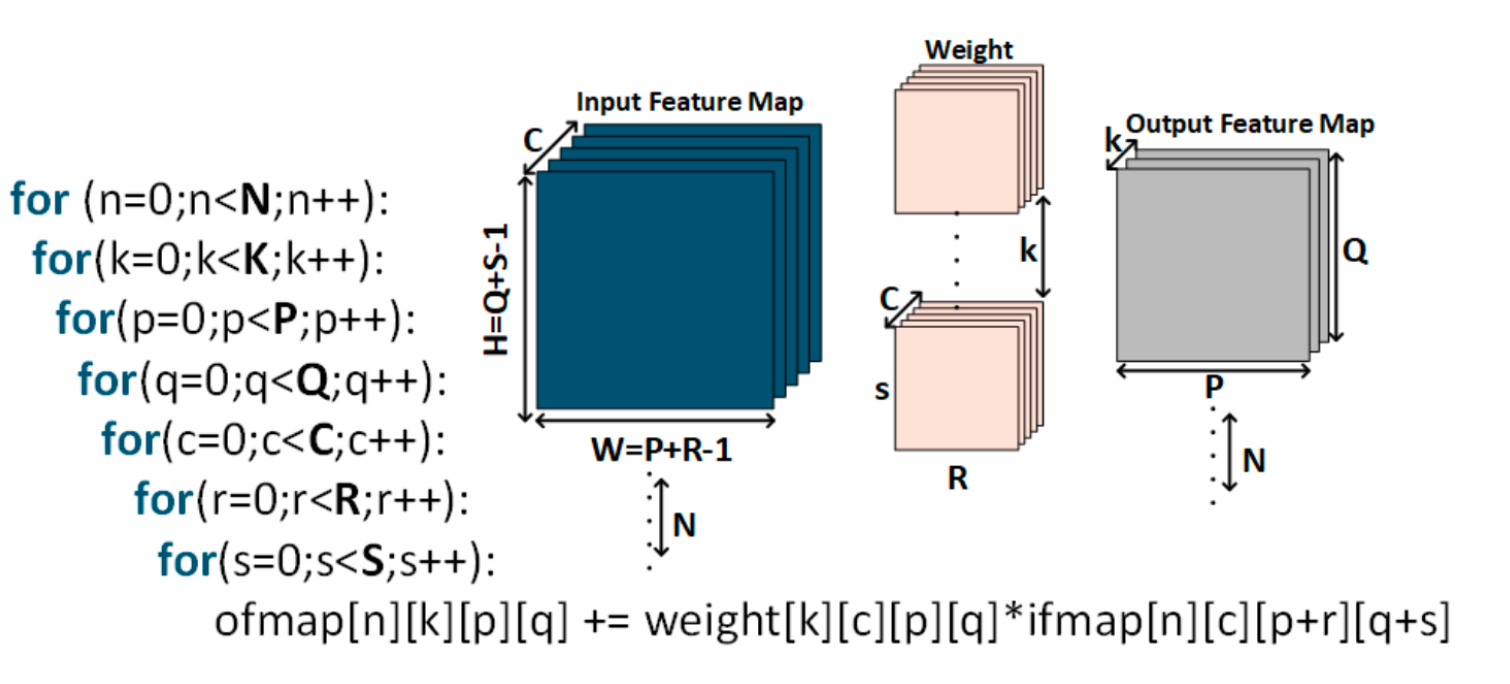 for (n=0;n<N;n++):
for(k=0;k<K;k++):
for(p=0;p<P;p++):
for(q=0;q<Q;q++):
for(c=0;c<C;c++):
for(r=0;r<R;r++):
for(s=0;s<S;s++):
ofmap[n][k][p][q] += weight[k][c][p][q]*ifmap[n][c][p+r][q+s]
Input Feature Map
C
H=Q+S-1
W=P+R-1
N
Weight
k
C
s
R
Output Feature Map
k
Q
P
N